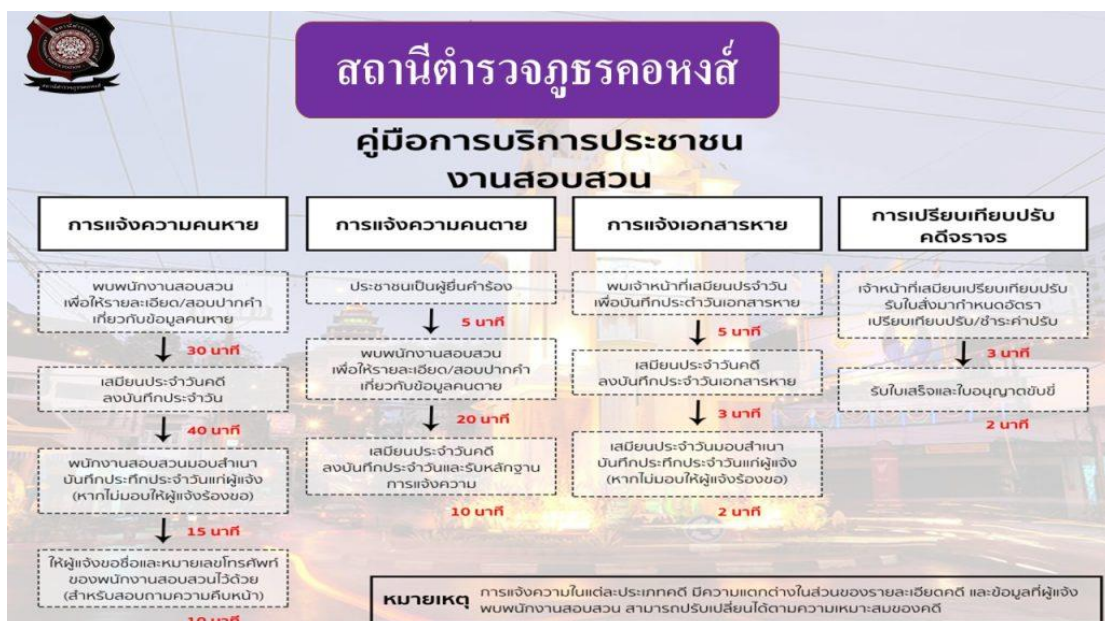 สถานีตำรวจภูธรคอหงส์
คู่มือการบริการประชาชน
งานสอบสวน
การแจ้งความคนหาย
พบพนักงานสอบสวน
เพื่อให้รายละเอียด/สอบปากคำ
เกี่ยวกับข้อมูลคนหาย
30 นาที
เสมียนประจำวันคดี
ลงบันทึกประจำวัน
40 นาที
พนักงานสอบสวนมอบสำเนา
บันทึกประทึกประจำวันแก่ผู้แจ้ง
(หากไม่มอบให้ผู้แจ้งร้องขอ)
15 นาที
ให้ผู้แจ้งขอชื่อและหมายเลขโทรศัพท์
ของพนักงานสอบสวนไว้ด้วย
(สำหรับสอบถามความคืบหน้า)
10 นาที
การแจ้งความคนตาย
ประชาชนเป็นผู้ยื่นคำร้อง
5 นาที
พบพนักงานสอบสวน
เพื่อให้รายละเอียด/สอบปากคำ
เกี่ยวกับข้อมูลคนตาย
20 นาที
เสมียนประจำวันคดี
ลงบันทึกประจำวันและรับหลักฐาน
การแจ้งความ
10 นาที
การแจ้งเอกสารหาย
พบเจ้าหน้าที่เสมียนปรจำวัน
เพื่อบันทึกประตำวันเอกสารหาย
5 นาที
เสมียนประจำวันคดี
ลงบันทึกประจำวันเอกสารหาย
3 นาที
เสมียนประจำวันมอบสำเนา
บันทึกประทึกประจำวันแก่ผู้แจ้ง
(หากไม่มอบให้ผู้แจ้งร้องขอ)
2 นาที
การเปรียบเทียบปรับ
คดีจราจร
เจ้าหน้าที่เสมียนเปรียบเทียบปรับ
รับใบสั่งมากำหนดอัตรา
เปรียบเทียบปรับ/ชำระค่าปรับ
3 นาที
รับใบเสร็จและใบอนุญาตขับขี่
2 นาที
หมายเหตุ การแจ้งความในแต่ละประเภทคดี มีความแตกต่างในส่วนของรายละเอียดคดี และข้อมูลที่ผู้แจ้ง
พบพนักงานสอบสวน สามารถปรับเปลี่ยนได้ตามความเหมาะสมของคดี